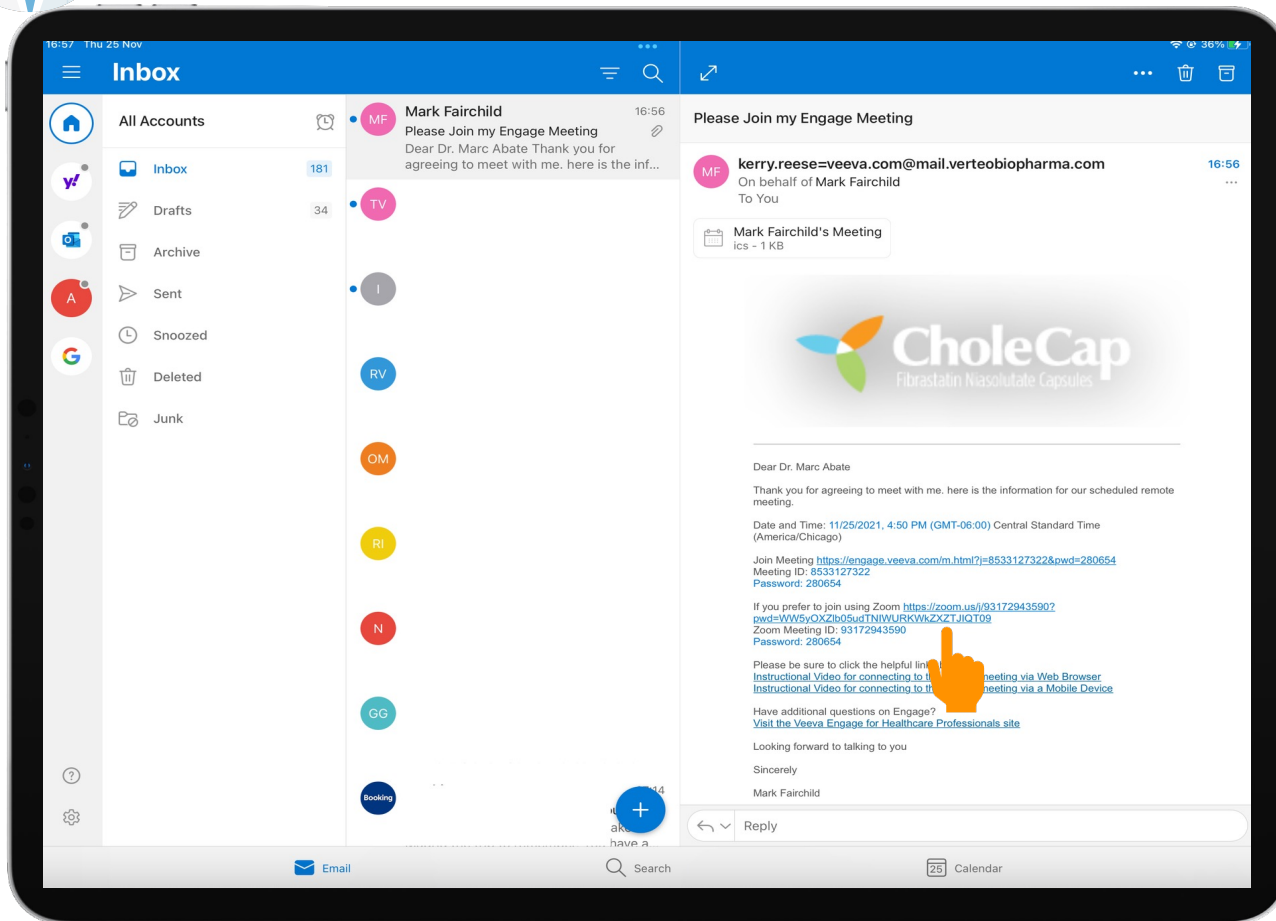 16:57 Thu 25 Nov
36%
Inbox
All Accounts
Inbox 181
Drafts 34
Archive
Sent
Snoozed
Deleted
Junk
y!
A
G
MF
Mark Fairchild 16:56
Please Join my Engage Meeting
Dear Dr. Marc Abate Thank you for
agreeing to meet with me. here is the inf...
TV
I
RV
OM
RI
N
GG
Booking
have a
Please Join my Engage Meeting
MF
kerry.reese=veeva.com@mail.verteobiopharma.com 16:56
On behalf of Mark Fairchild
To You
Mark Fairchild's Meeting
ics - 1 KB
CholeCap
Fibrastatin Niasolutate Capsules
Dear Dr. Marc Abate
Thank you for agreeing to meet with me. here is the information for our scheduled remote
meeting.
Date and Time: 11/25/2021, 4:50 PM (GMT-06:00) Central Standard Time
(America/Chicago)
Join Meeting https://engage.veeva.com/m.html?j=8533127322&pwd=280654
Meeting ID: 8533127322
Password: 280654
If you prefer to join using Zoom https://zoom.us/j/93172943590?
pwd=WW5yOXZlb05udTNIWURKWkZXZTJIQT09
Zoom Meeting ID: 93172943590
Password: 280654
Please be sure to click the helpful
Instructional Video for connecting to meeting via Web Browser
Instructional Video for connecting to meeting via a Mobile Device
Have additional questions on Engage?
Visit the Veeva Engage for Healthcare Professionals site
Looking forward to talking to you
Sincerely
Mark Fairchild
Reply
Email
Search
25 Calendar